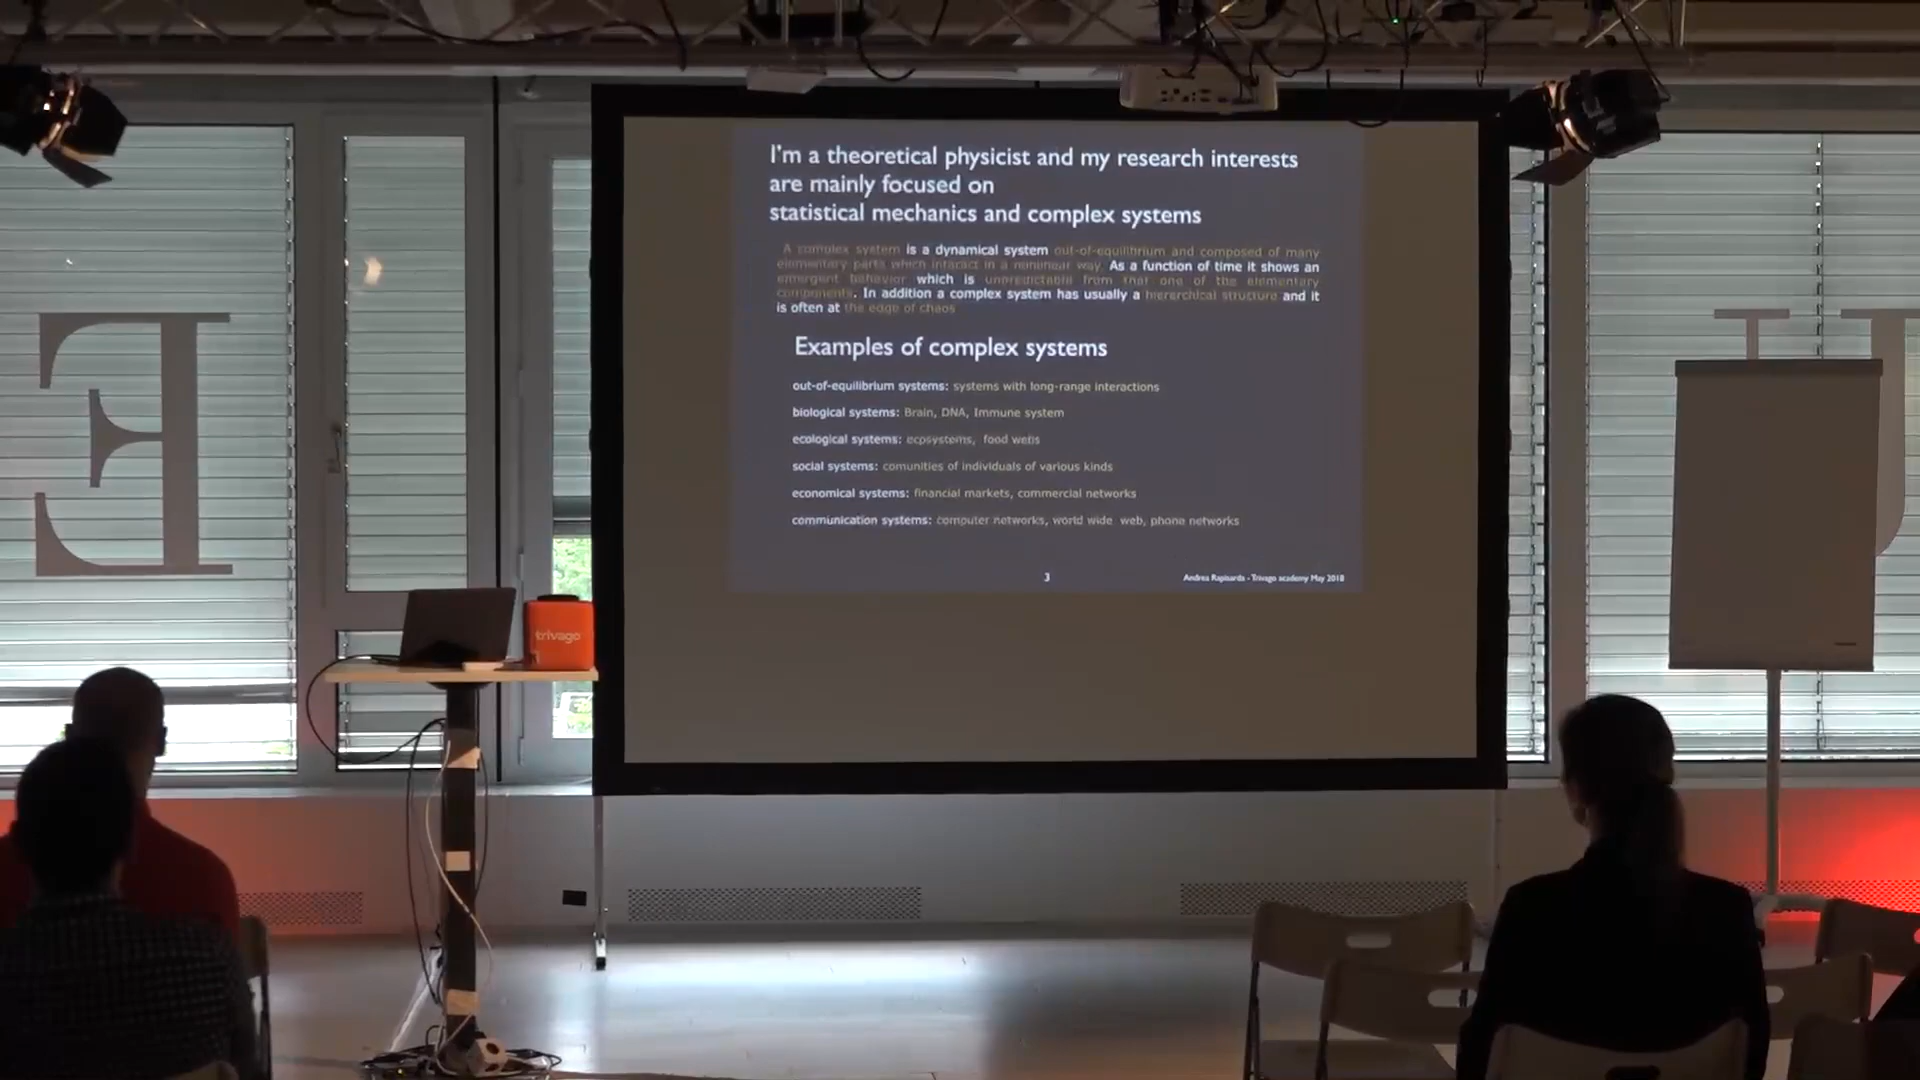 I'm a theoretical physicist and my research interests
are mainly focused on
statistical mechanics and complex systems
A complex system is a dynamical system out-of-equilibrium and composed of many
elementary parts which interact in a nonlinear way. As a function of time it shows an
emergent behavior which is unpredictable from that one of the elementary
components. In addition a complex system has usually a hierarchical structure and it
is often at the edge of chaos
Examples of complex systems
out-of-equilibrium systems: systems with long-range interactions
biological systems: Brain, DNA, Immune system
ecological systems: ecosystems, food webs
social systems: comunities of individuals of various kinds
economical systems: financial markets, commercial networks
communication systems: computer networks, world wide web, phone networks
3
Andrea Rapisarda - Trivago academy May 2018
trivago
E